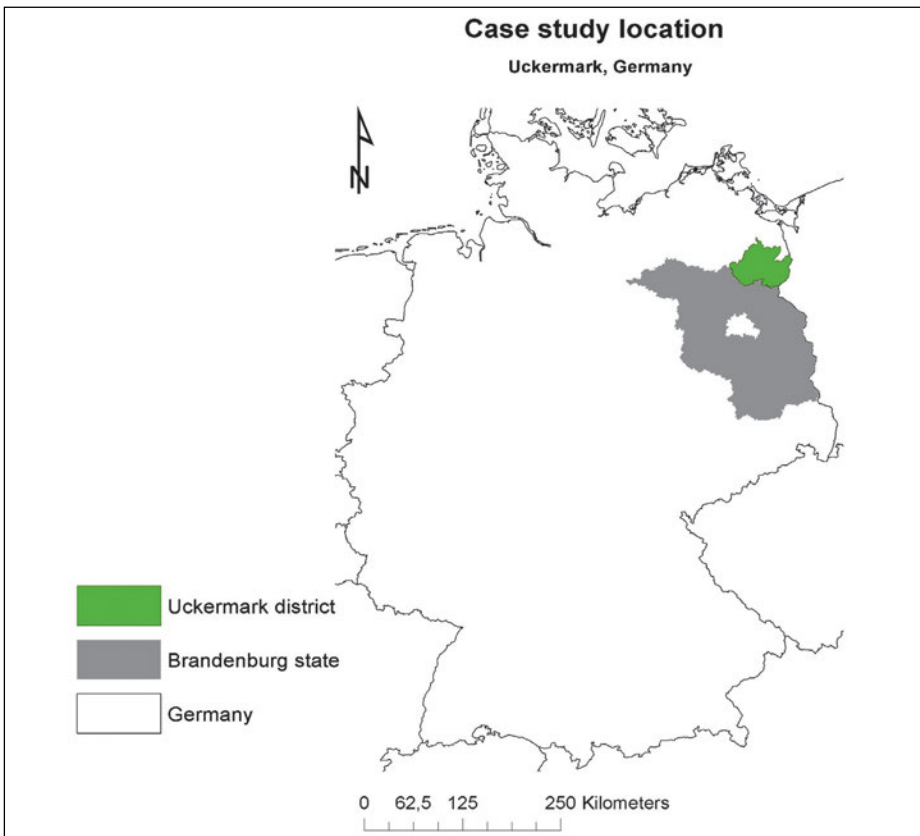 Case study location
Uckermark, Germany
N
Uckermark district
Brandenburg state
Germany
0 62,5 125 250 Kilometers